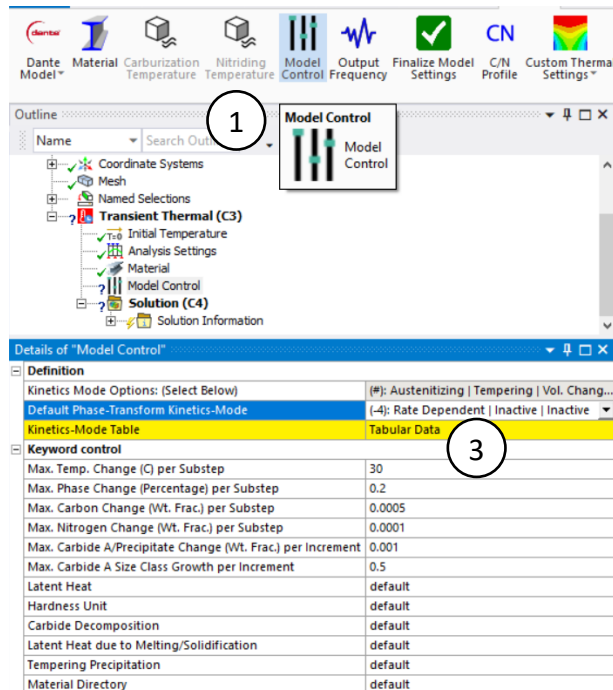 dante
CN
Dante Model
Material
Carburization Temperature
Nitriding Temperature
Model Control
Output Frequency
Finalize Model Settings
C/N Profile
Custom Thermal Settings
Outline
1
Name
Search Outl
Model Control
Model Control
Coordinate Systems
Mesh
Named Selections
Transient Thermal (C3)
T=0 Initial Temperature
Analysis Settings
Material
Model Control
Solution (C4)
Solution Information
Details of "Model Control"
Definition
Kinetics Mode Options: (Select Below) (#): Austenitizing | Tempering | Vol. Chang...
Default Phase-Transform Kinetics-Mode (-4): Rate Dependent | Inactive | Inactive
Kinetics-Mode Table Tabular Data
3
Keyword control
Max. Temp. Change (C) per Substep 30
Max. Phase Change (Percentage) per Substep 0.2
Max. Carbon Change (Wt. Frac.) per Substep 0.0005
Max. Nitrogen Change (Wt. Frac.) per Substep 0.0001
Max. Carbide A/Precipitate Change (Wt. Frac.) per Increment 0.001
Max. Carbide A Size Class Growth per Increment 0.5
Latent Heat default
Hardness Unit default
Carbide Decomposition default
Latent Heat due to Melting/Solidification default
Tempering Precipitation default
Material Directory default